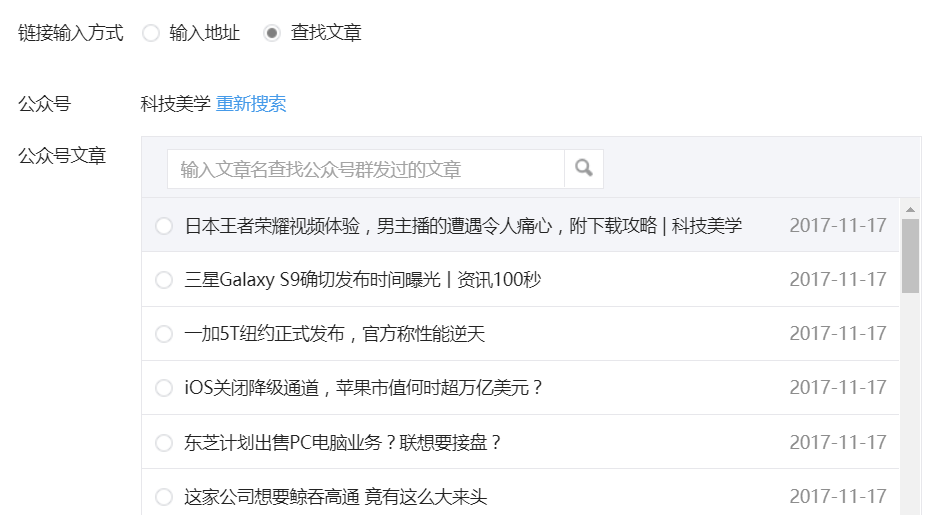 链接输入方式 输入地址 查找文章
公众号 科技美学 重新搜索
公众号文章
输入文章名查找公众号群发过的文章
日本王者荣耀视频体验，男主播的遭遇令人痛心，附下载攻略 | 科技美学 2017-11-17
三星Galaxy S9确切发布时间曝光丨资讯100秒 2017-11-17
一加5T纽约正式发布，官方称性能逆天 2017-11-17
iOS关闭降级通道，苹果市值何时超万亿美元？ 2017-11-17
东芝计划出售PC电脑业务？联想要接盘？ 2017-11-17
这家公司想要鲸吞高通 竟有这么大来头 2017-11-17